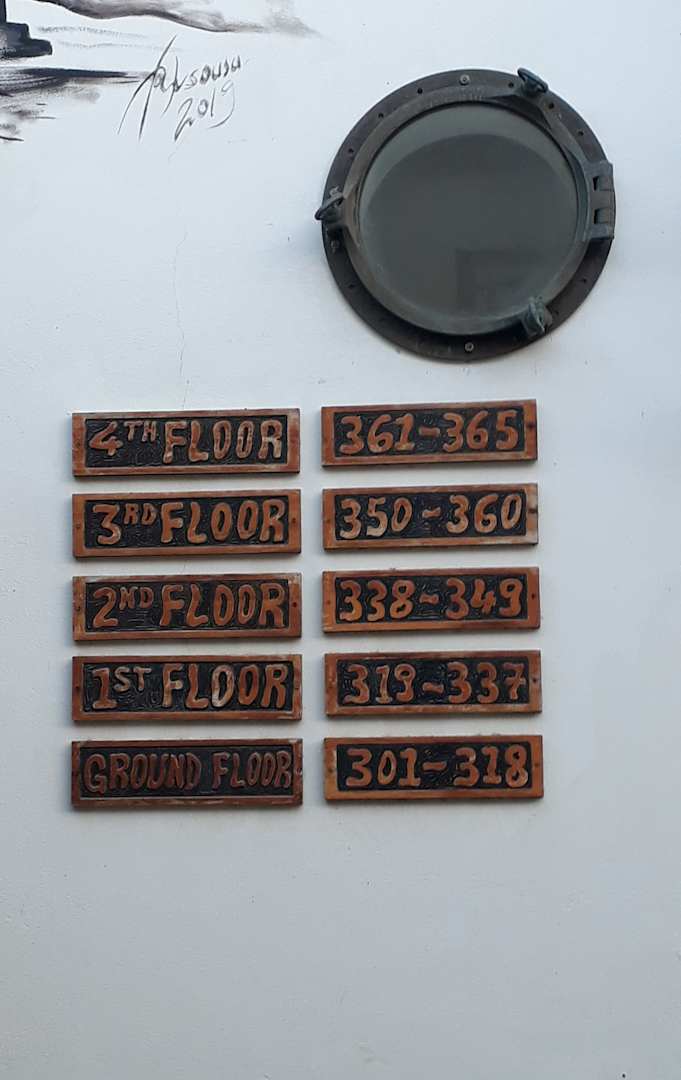 2019
4TH FLOOR 361-365
3RD FLOOR 350-360
2ND FLOOR 338-349
1ST FLOOR 319-337
GROUND FLOOR 301-318